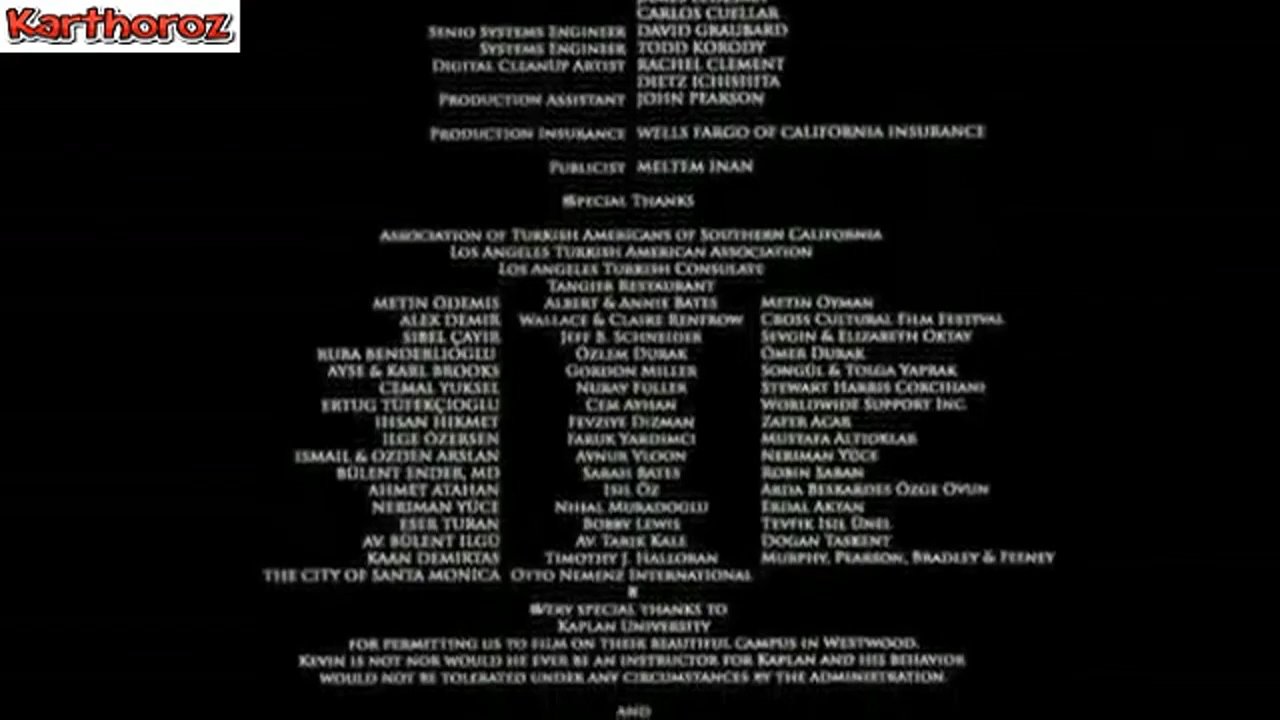 Karthoroz
CARLOS CUELLAR
SENIO SYSTEMS ENGINEER DAVID GRAUBARD
SYSTEMS ENGINEER TODD KORODY
DIGITAL CLEANUP ARTIST RACHEL CLEMENT
DIETZ ICHISHITA
PRODUCTION ASSISTANT JOHN PEARSON
PRODUCTION INSURANCE WELLS FARGO OF CALIFORNIA INSURANCE
PUBLICIST MELTEM INAN
SPECIAL THANKS
ASSOCIATION OF TURKISH AMERICANS OF SOUTHERN CALIFORNIA
LOS ANGELES TURKISH AMERICAN ASSOCIATION
LOS ANGELES TURKISH CONSULATE
TANGIER RESTAURANT
METIN ODEMIS ALBERT & ANNIE BATES METIN OYMAN
ALEX DEMIR WALLACE & CLAIRE RENFROW CROSS CULTURAL FILM FESTIVAL
SIBEL ÇAYIR JEFF B. SCHNEIDER SEVGIN & ELIZABETH OKTAY
KUBA BENDERLIOGLU ÖZLEM DURAK ÖMER DURAK
AYSE & KARL BROOKS GORDON MILLER SONGÜL & TOLGA YAPRAK
CEMAL YUKSEL NURAY FULLER STEWART HARRIS
ERTUG TÜFEKÇIOGLU CEM AYHAN WORLDWIDE SUPPORT INC.
IHSAN HIKMET FEVZIYE DIZMAN ZAFER ACAR
ILGE ÖZERSEN FARUK YARDIMCI MUSTAFA ALTIOKLAR
ISMAIL & OZDEN ARSLAN AYNUR NERIMAN YÜCE
BÜLENT ENDER, MD SARAH BATES ROBIN SABAN
AHMET ATAHAN ISIL ÖZ ARDA BESKARDES ÖZGE OVUN
NERIMAN YÜCE NIHAL MURADOGLU ERDAL AKTAN
ESER TURAN BOBBY LEWIS TEVFIK ISIL ÜNEL
AV. BÜLENT ILGÜ AV. TARIK KALE DOGAN TASKENT
KAAN DEMIRTAS TIMOTHY J. HALLORAN MURPHY, PEARSON, BRADLEY & FEENEY
THE CITY OF SANTA MONICA OTTO NEMENZ INTERNATIONAL
VERY SPECIAL THANKS TO
KAPLAN UNIVERSITY
FOR PERMITTING US TO FILM ON THEIR BEAUTIFUL CAMPUS IN WESTWOOD.
KEVIN IS NOT NOR WOULD HE EVER BE AN INSTRUCTOR FOR KAPLAN AND HIS BEHAVIOR
WOULD NOT BE TOLERATED UNDER ANY CIRCUMSTANCES BY THE ADMINISTRATION.
AND